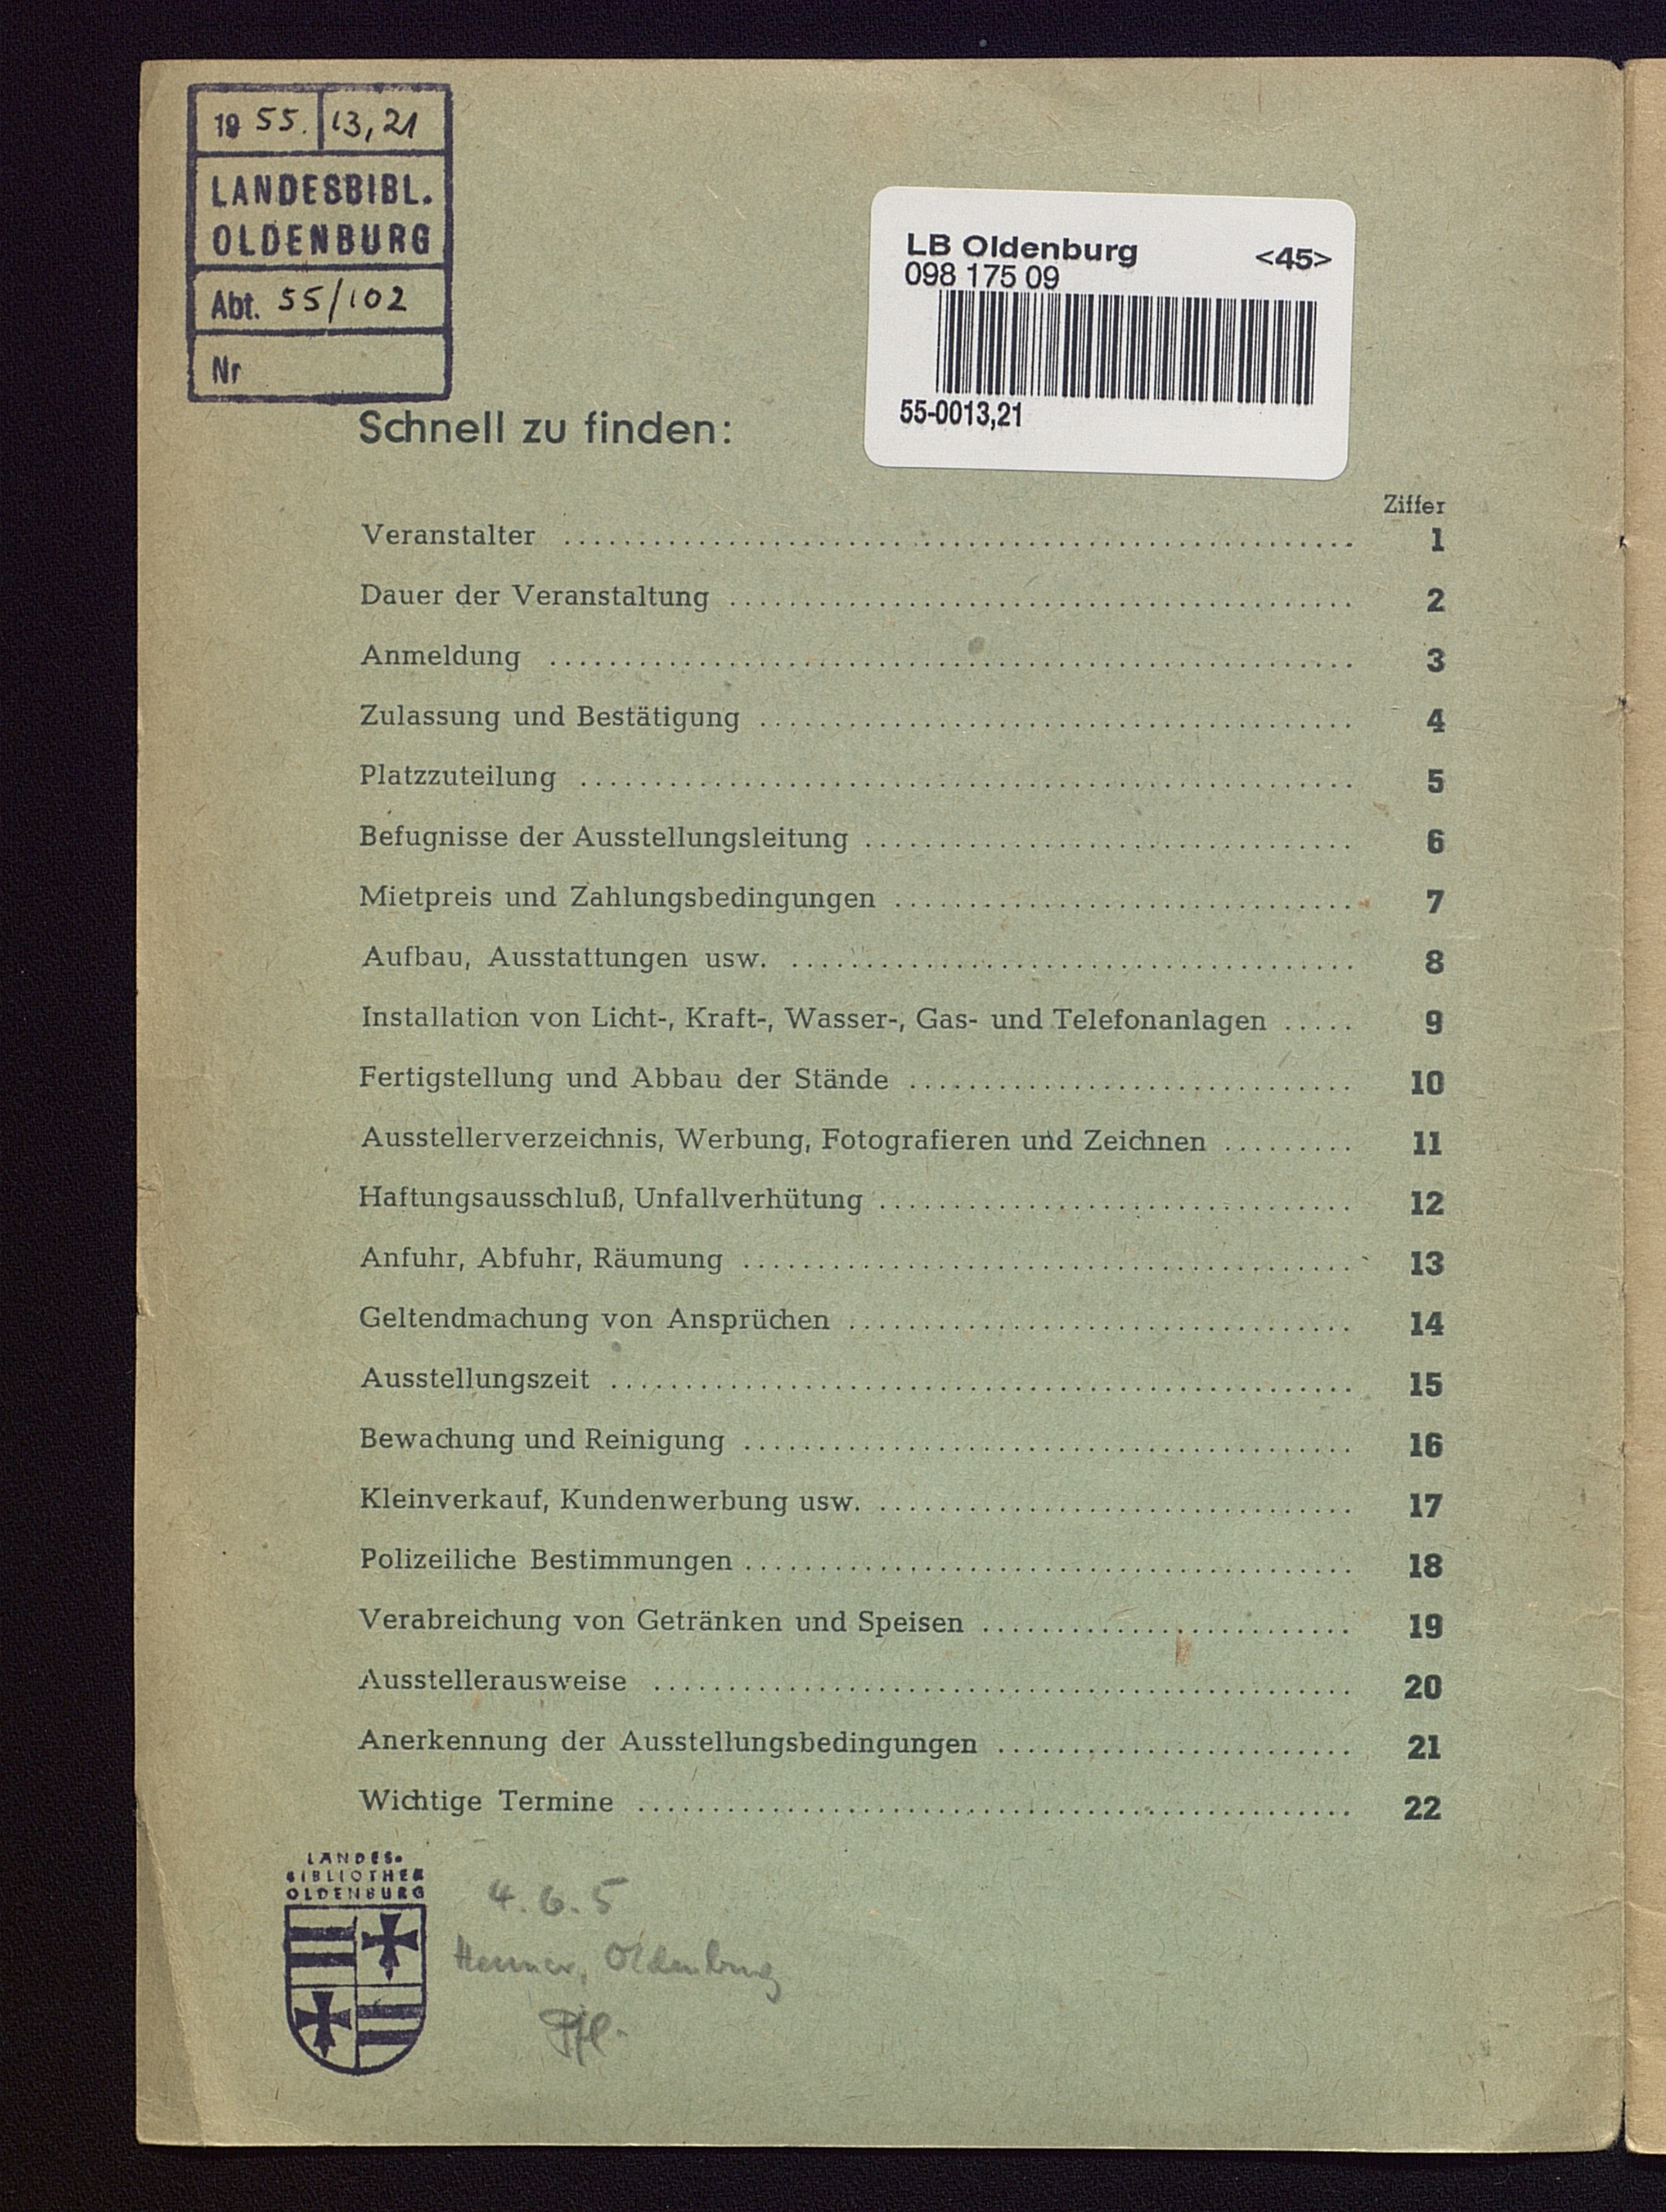 19 55. 13,21
LANDESBIBL.
OLDENBURG
Abt. 55/102
Nr
LB Oldenburg <45>
098 175 09
55-0013,21
Schnell zu finden:
Ziffer
Veranstalter ..... 1
Dauer der Veranstaltung ..... 2
Anmeldung ..... 3
Zulassung und Bestätigung ..... 4
Platzzuteilung ..... 5
Befugnisse der Ausstellungsleitung ..... 6
Mietpreis und Zahlungsbedingungen ..... 7
Aufbau, Ausstattungen usw. ..... 8
Installation von Licht-, Kraft-, Wasser-, Gas- und Telefonanlagen ..... 9
Fertigstellung und Abbau der Stände ..... 10
Ausstellerverzeichnis, Werbung, Fotografieren und Zeichnen ..... 11
Haftungsausschluß, Unfallverhütung ..... 12
Anfuhr, Abfuhr, Räumung ..... 13
Geltendmachung von Ansprüchen ..... 14
Ausstellungszeit ..... 15
Bewachung und Reinigung ..... 16
Kleinverkauf, Kundenwerbung usw. ..... 17
Polizeiliche Bestimmungen ..... 18
Verabreichung von Getränken und Speisen ..... 19
Ausstellerausweise ..... 20
Anerkennung der Ausstellungsbedingungen ..... 21
Wichtige Termine ..... 22
LANDES-
BIBLIOTHEK
OLDENBURG
4.6.5
Oldenburg